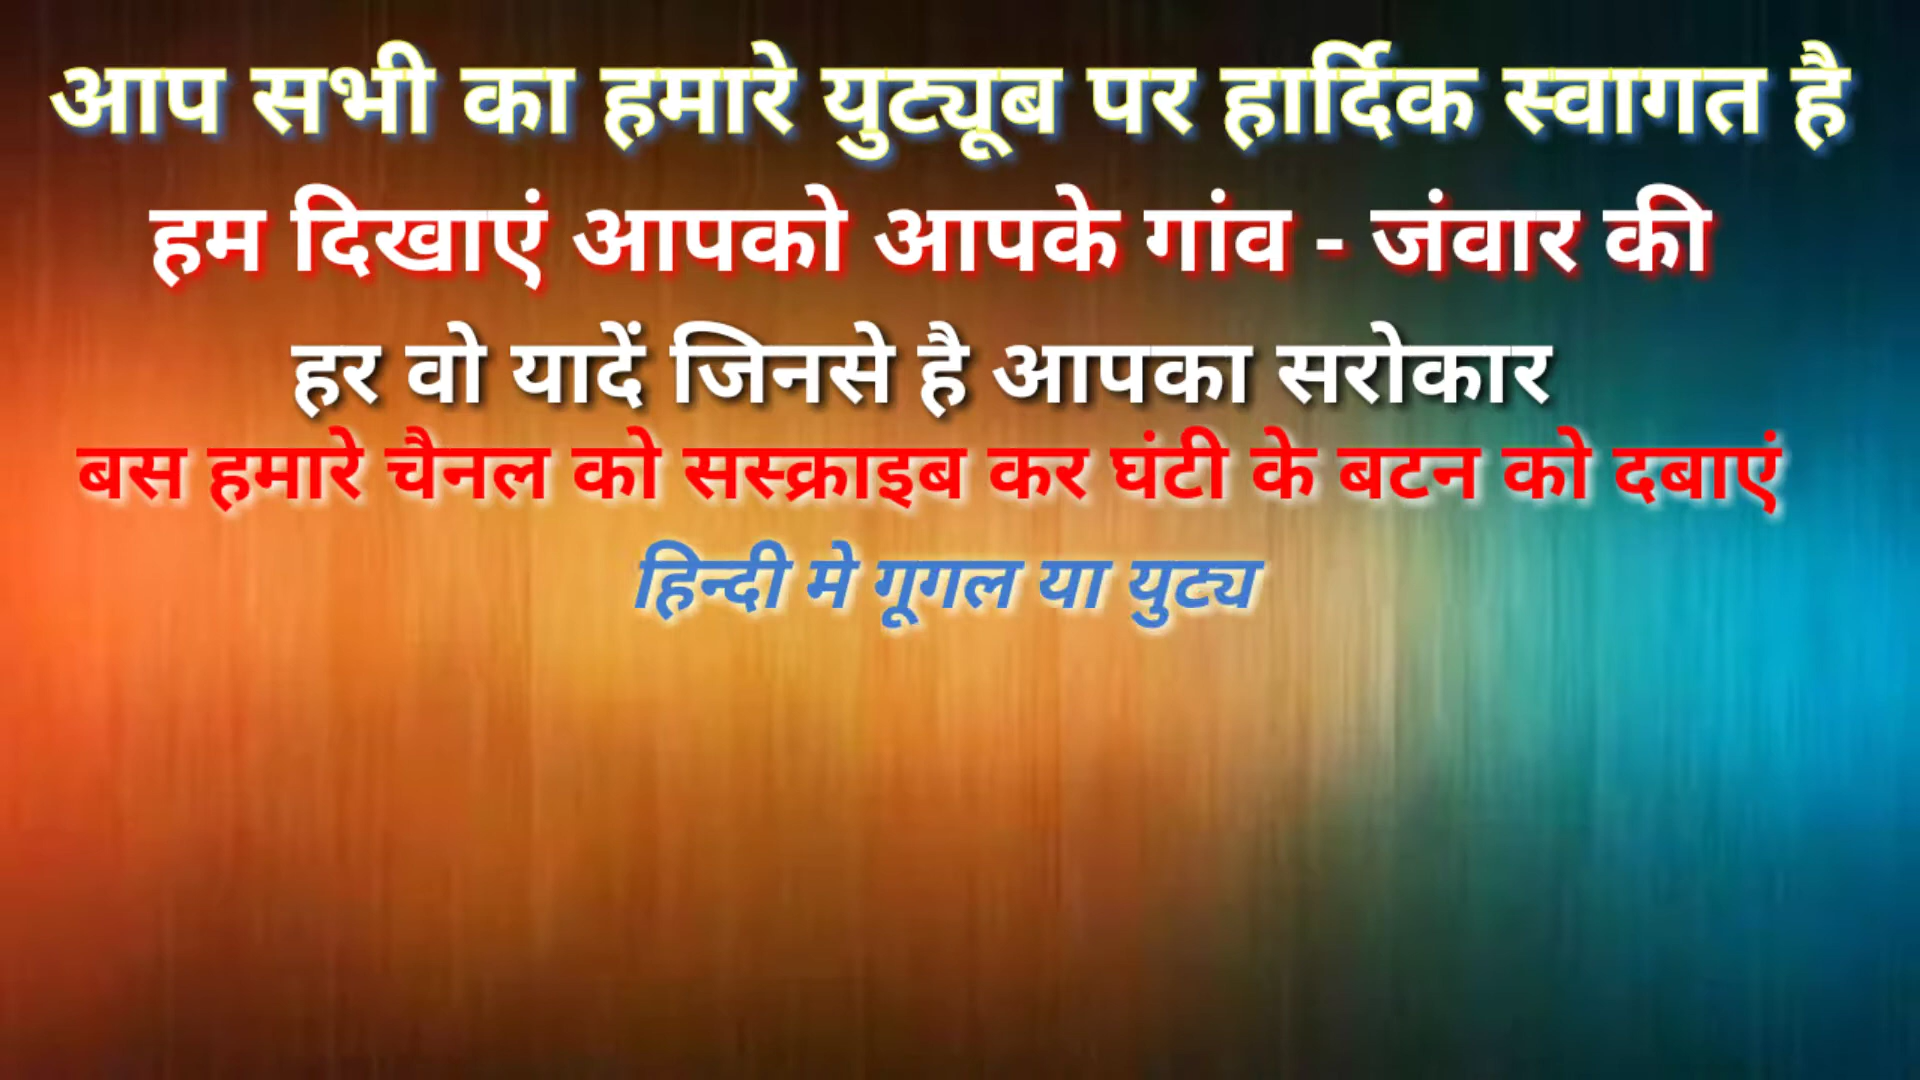 आप सभी का हमारे युट्यूब पर हार्दिक स्वागत है
हम दिखाएं आपको आपके गांव - जंवार की
हर वो यादें जिनसे है आपका सरोकार
बस हमारे चैनल को सस्क्राइब कर घंटी के बटन को दबाएं
हिन्दी मे गूगल या युट्य